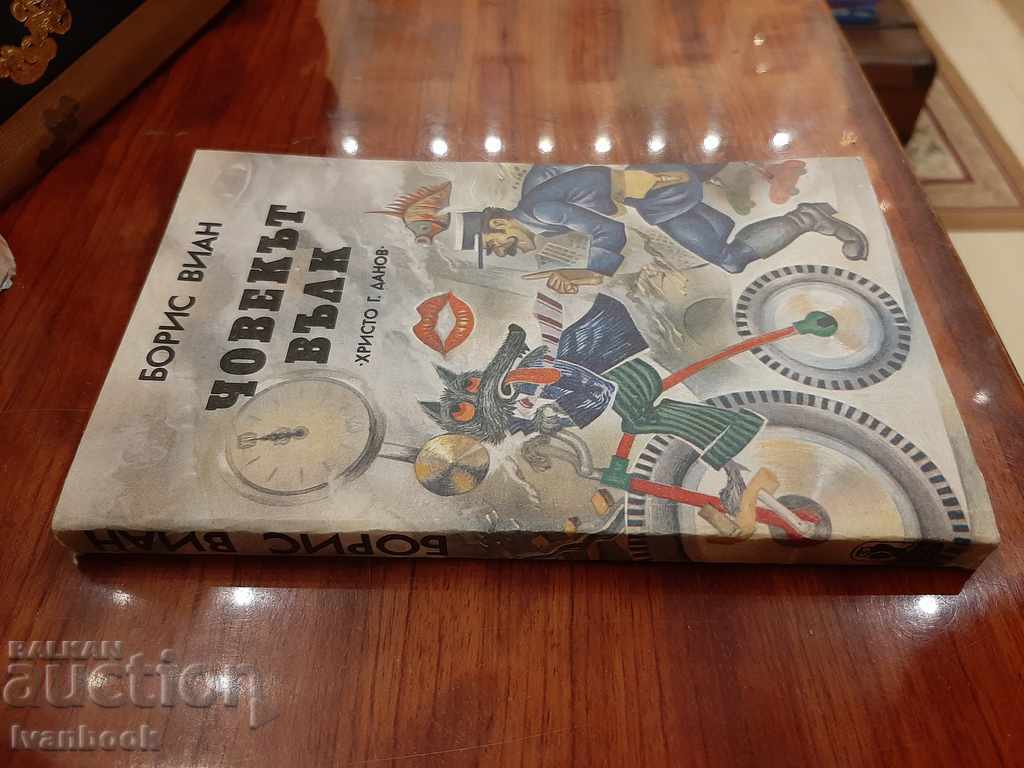 БОРИС ВИАН
ЧОВЕКЪТ
ВЪЛК
·ХРИСТО Г. ДАНОВ·
БОРИС ВИАН
BALKAN
auction
Ivanbook